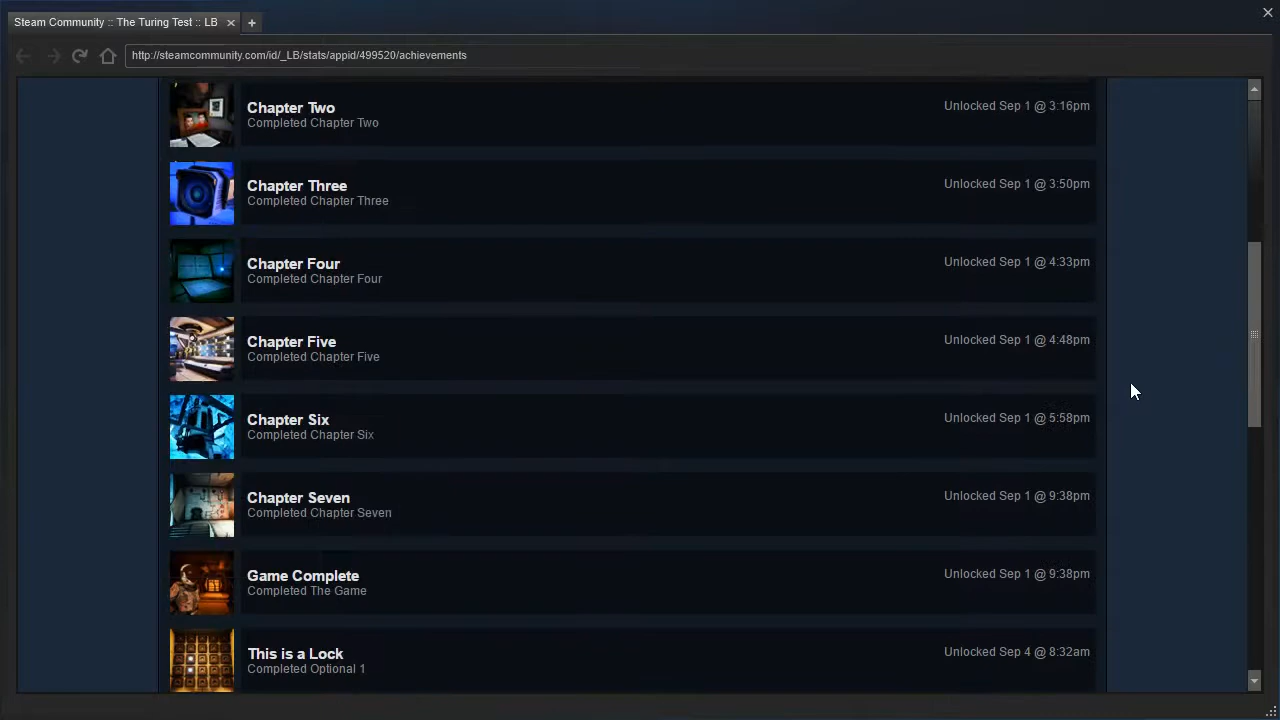 Steam Community :: The Turing Test :: LB
http://steamcommunity.com/id/_LB/stats/appid/499520/achievements
Chapter Two
Unlocked Sep 1 @ 3:16pm
Completed Chapter Two
Chapter Three
Unlocked Sep 1 @ 3:50pm
Completed Chapter Three
Chapter Four
Unlocked Sep 1 @ 4:33pm
Completed Chapter Four
Chapter Five
Unlocked Sep 1 @ 4:48pm
Completed Chapter Five
Chapter Six
Unlocked Sep 1 @ 5:58pm
Completed Chapter Six
Chapter Seven
Unlocked Sep 1 @ 9:38pm
Completed Chapter Seven
Game Complete
Unlocked Sep 1 @ 9:38pm
Completed The Game
This is a Lock
Unlocked Sep 4 @ 8:32am
Completed Optional 1